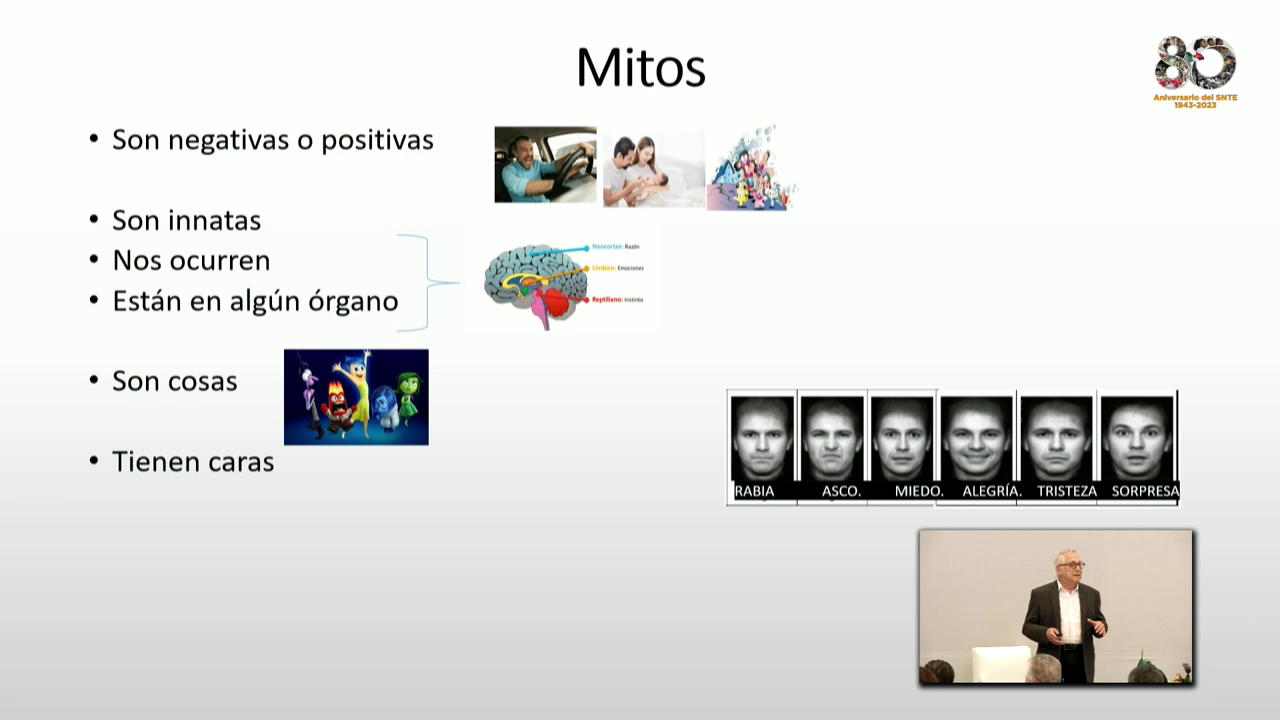 Mitos
Aniversario del SNTE
1943-2023
• Son negativas o positivas
• Son innatas
• Nos ocurren
• Están en algún órgano
Neocortex: Razón
Límbico: Emociones
Reptiliano: Instinto
• Son cosas
• Tienen caras
RABIA ASCO. MIEDO. ALEGRÍA. TRISTEZA SORPRESA